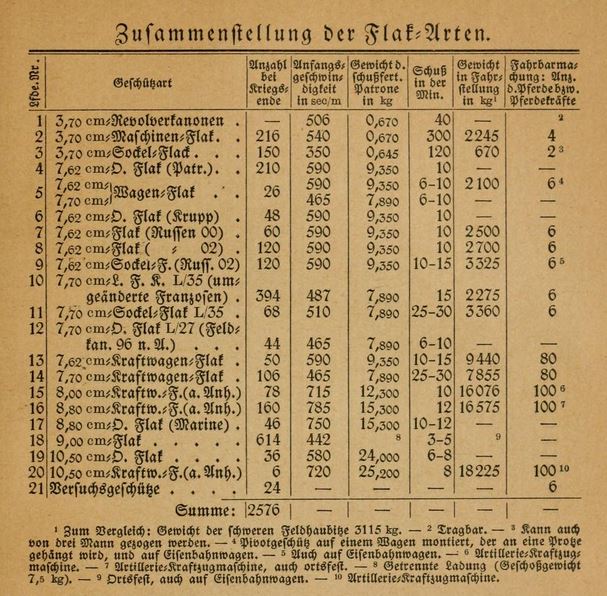 Zusammenstellung der Flak-Arten.
Lfde. Nr. | Geschützart | Anzahl bei Kriegs-ende | Anfangs-geschwin-digkeit in sec/m | Gewicht d. schußfert. Patrone in kg | Schuß in der Min. | Gewicht in Fahr-stellung in kg¹ | Fahrbarma-chung: Anz. d. Pferde bzw. Pferdekräfte
1 3,70 cm-Revolverkanonen . — 506 0,670 40 — ²
2 3,70 cm-Maschinen-Flak . 216 540 0,670 300 2245 4
3 3,70 cm-Sockel-Flack . . . 150 350 0,645 120 670 2³
4 7,62 cm-O. Flak (Patr.) . . 210 590 9,350 10 — —
5 7,62 cm- 7,70 cm- }Wagen-Flak . 26 590 465 9,350 7,890 6-10 6-10 2100 — 6⁴ —
6 7,62 cm-O. Flak (Krupp) . 48 590 9,350 10 — —
7 7,62 cm-Flak (Russen 00) . 60 590 9,350 10 2500 6
8 7,62 cm-Flak ( „ 02) . 120 590 9,350 10 2700 6
9 7,62 cm-Sockel-F. (Russ. 02) 120 590 9,350 10-15 3325 6⁵
10 7,70 cm-L. F. K. L/35 (um-
geänderte Franzosen) . 394 487 7,890 15 2275 6
11 7,70 cm-Sockel-Flak L/35 . 68 510 7,890 25-30 3360 6
12 7,70 cm-O. Flak L/27 (Feld-
kan. 96 n. A.) . . . 44 465 7,890 6-10 — —
13 7,62 cm-Kraftwagen-Flak . 50 590 9,350 10-15 9440 80
14 7,70 cm-Kraftwagen-Flak . 106 465 7,890 25-30 7855 80
15 8,00 cm-Kraftw.-F. (a. Anh.) 78 715 12,300 10 16076 100⁶
16 8,80 cm-Kraftw.-F. (a. Anh.) 160 785 15,300 12 16575 100⁷
17 8,80 cm-O. Flak (Marine) . 46 750 15,300 10-12 — —
18 9,00 cm-Flak . . . . . 614 442 ⁸ 3-5 ⁹ —
19 10,50 cm-O. Flak . . . . 36 580 24,000 6-8 — —
20 10,50 cm-Kraftw.-F. (a. Anh.) 6 720 25,200 8 18225 100¹⁰
21 Versuchsgeschütze . . . . 24 — — — — 6
Summe: 2576 — — — — —
¹ Zum Vergleich: Gewicht der schweren Feldhaubitze 3115 kg. — ² Tragbar. — ³ Kann auch
von drei Mann gezogen werden. — ⁴ Pivotgeschütz auf einem Wagen montiert, der an eine Protze
gehängt wird, und auf Eisenbahnwagen. — ⁵ Auch auf Eisenbahnwagen. — ⁶ Artillerie-Kraftzug-
maschine. — ⁷ Artillerie-Kraftzugmaschine, auch ortsfest. — ⁸ Getrennte Ladung (Geschoßgewicht
7,5 kg). — ⁹ Ortsfest, auch auf Eisenbahnwagen. — ¹⁰ Artillerie-Kraftzugmaschine.